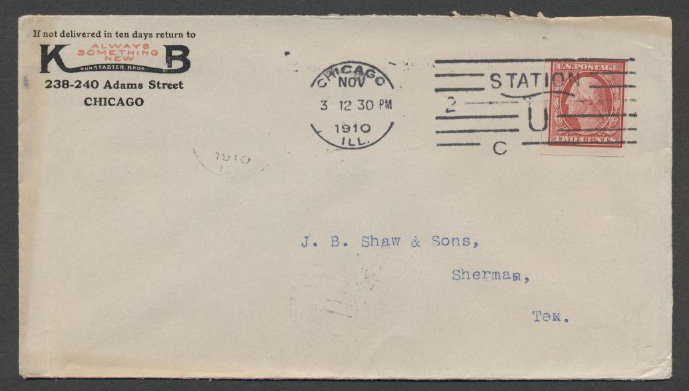 If not delivered in ten days return to
K B
ALWAYS
SOMETHING
NEW
KUNSTADTER BROS.
238-240 Adams Street
CHICAGO
CHICAGO
NOV
3 12 30 PM
1910
ILL.
STATION
2
U
C
U.S. POSTAGE
TWO CENTS
1910
J. B. Shaw & Sons,
Sherman,
Tex.